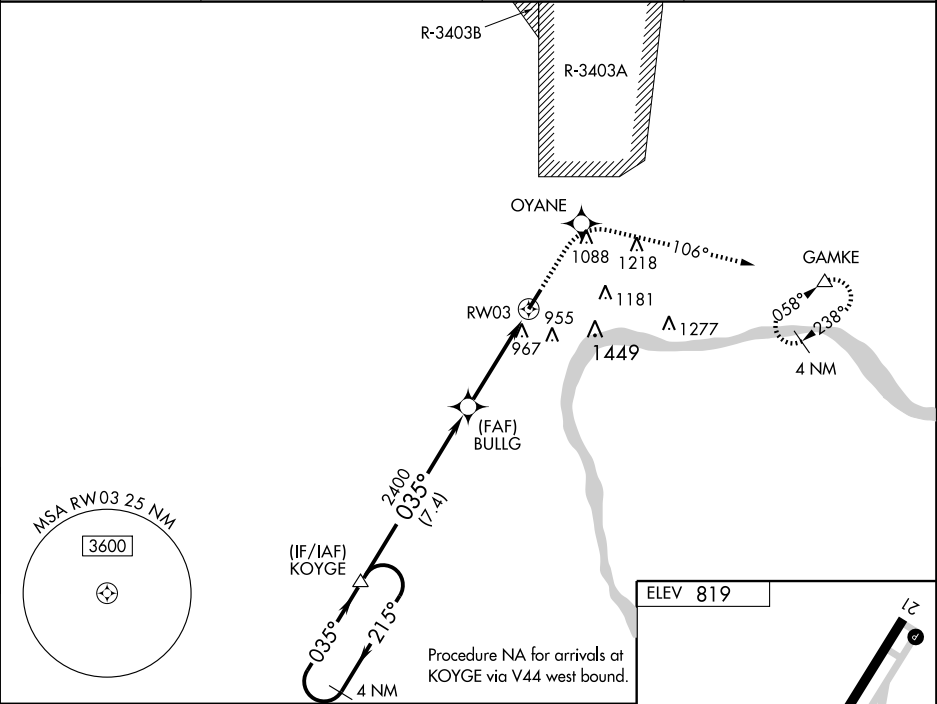 R-3403B
R-3403A
OYANE
1088
1218
106°
GAMKE
058°
238°
4 NM
RW03
955
967
1181
1277
1449
(FAF)
BULLG
2400
035°
(7.4)
MSA RW03 25 NM
3600
(IF/IAF)
KOYGE
035°
215°
4 NM
Procedure NA for arrivals at
KOYGE via V44 west bound.
ELEV 819
21
P